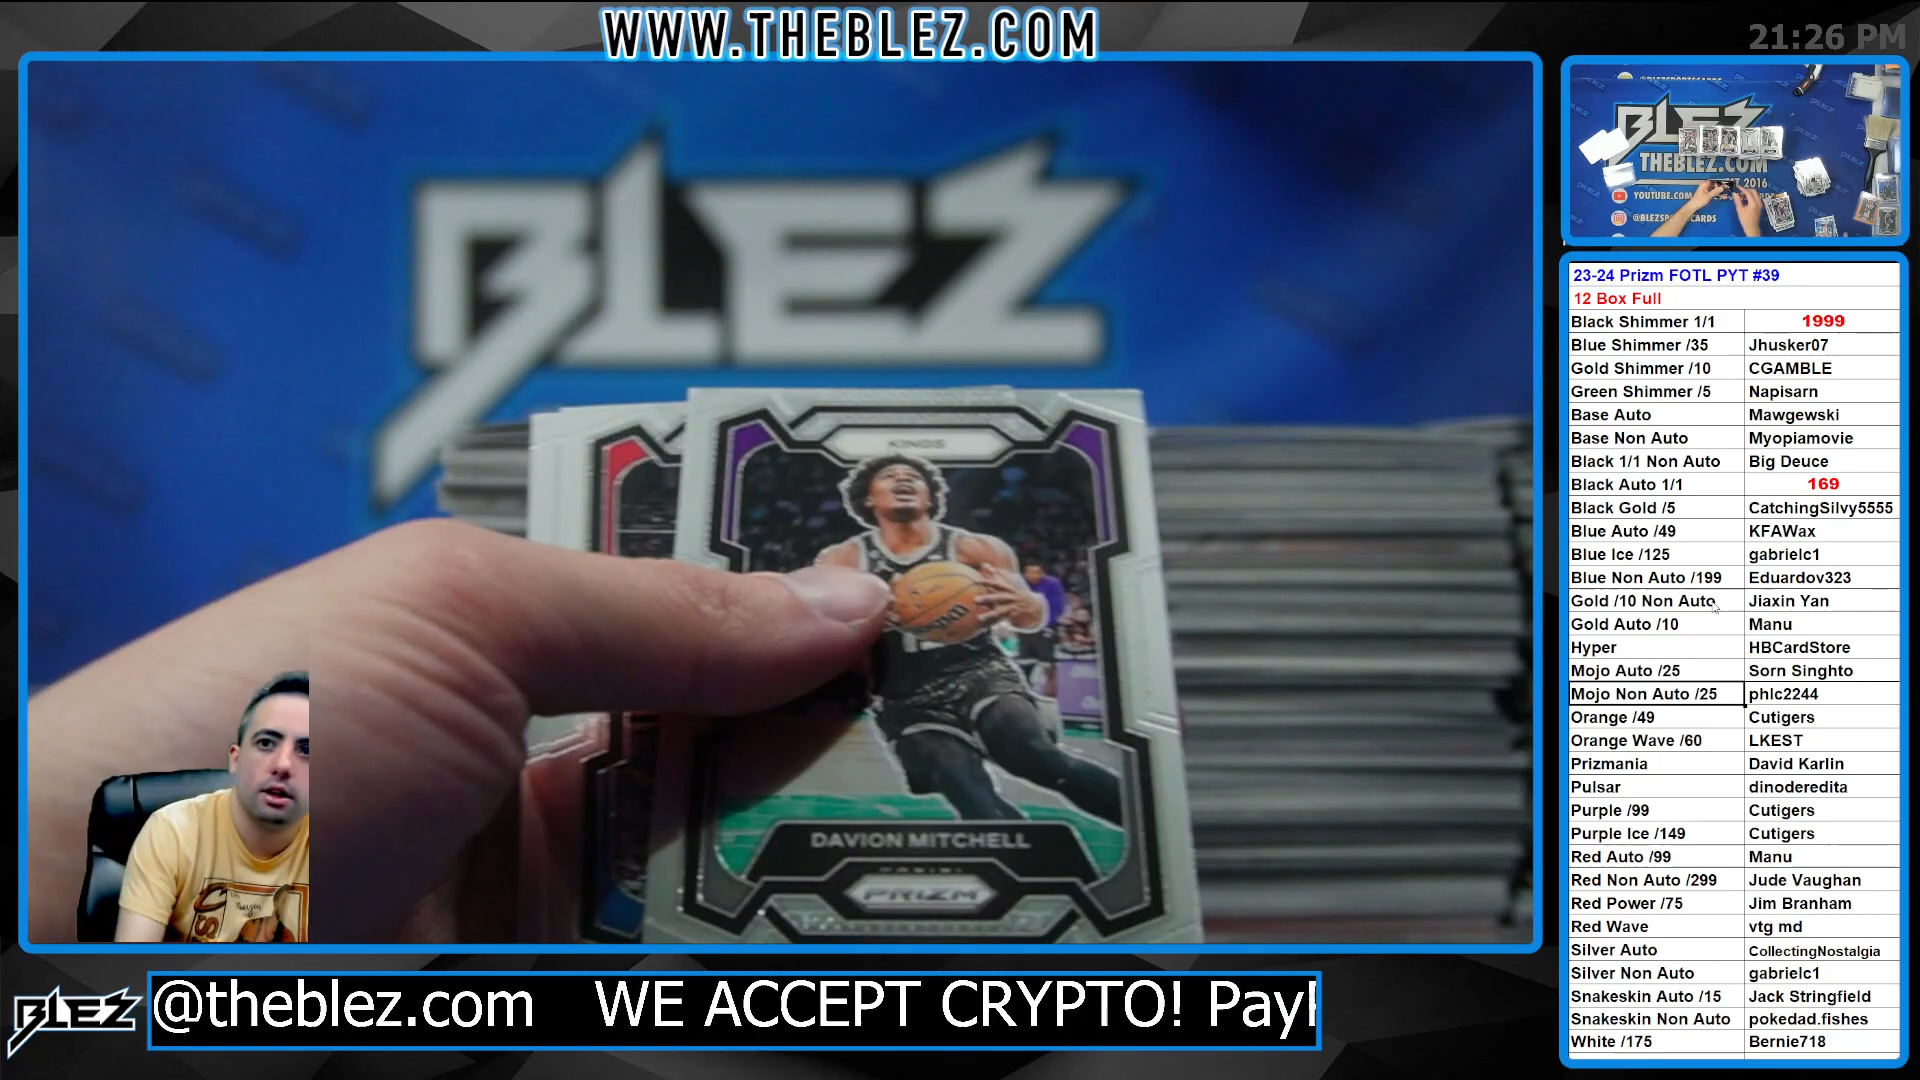 WWW.THEBLEZ.COM
21:26 PM
BLEZ
KINGS
DAVION MITCHELL
PANINI
PRIZM
BLEZ
THEBLEZ.COM
2016
YOUTUBE.COM
23-24 Prizm FOTL PYT #39
12 Box Full
Black Shimmer 1/1 1999
Blue Shimmer /35 Jhusker07
Gold Shimmer /10 CGAMBLE
Green Shimmer /5 Napisarn
Base Auto Mawgewski
Base Non Auto Myopiamovie
Black 1/1 Non Auto Big Deuce
Black Auto 1/1 169
Black Gold /5 CatchingSilvy5555
Blue Auto /49 KFAWax
Blue Ice /125 gabrielc1
Blue Non Auto /199 Eduardov323
Gold /10 Non Auto Jiaxin Yan
Gold Auto /10 Manu
Hyper HBCardStore
Mojo Auto /25 Sorn Singhto
Mojo Non Auto /25 phlc2244
Orange /49 Cutigers
Orange Wave /60 LKEST
Prizmania David Karlin
Pulsar dinoderedita
Purple /99 Cutigers
Purple Ice /149 Cutigers
Red Auto /99 Manu
Red Non Auto /299 Jude Vaughan
Red Power /75 Jim Branham
Red Wave vtg md
Silver Auto CollectingNostalgia
Silver Non Auto gabrielc1
Snakeskin Auto /15 Jack Stringfield
Snakeskin Non Auto pokedad.fishes
White /175 Bernie718
BLEZ
@theblez.com WE ACCEPT CRYPTO! Pay